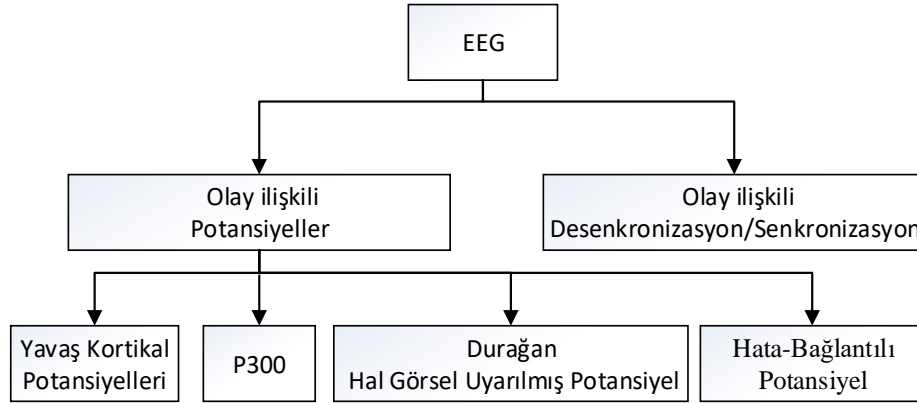 EEG
Olay ilişkili
Potansiyeller
Olay ilişkili
Desenkronizasyon/Senkronizasyon
Yavaş Kortikal
Potansiyelleri
P300
Durağan
Hal Görsel Uyarılmış Potansiyel
Hata-Bağlantılı
Potansiyel